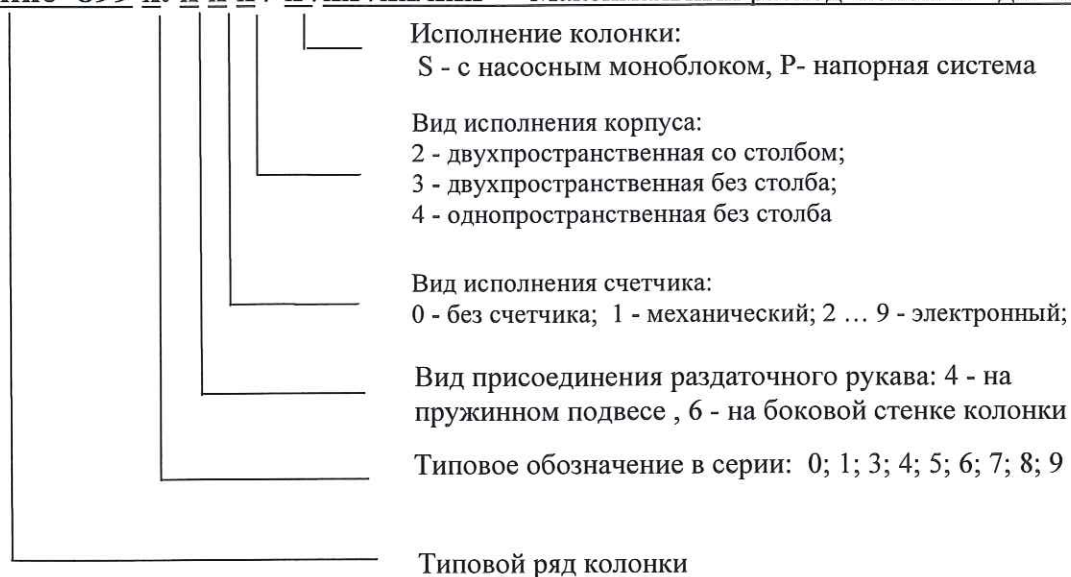 899
Исполнение колонки:
S - с насосным моноблоком, Р- напорная система
Вид исполнения корпуса:
2 - двухпространственная со столбом;
3 - двухпространственная без столба;
4 - однопространственная без столба
Вид исполнения счетчика:
0 - без счетчика; 1 - механический; 2 … 9 - электронный;
Вид присоединения раздаточного рукава: 4 - на
пружинном подвесе , 6 - на боковой стенке колонки
Типовое обозначение в серии: 0; 1; 3; 4; 5; 6; 7; 8; 9
Типовой ряд колонки